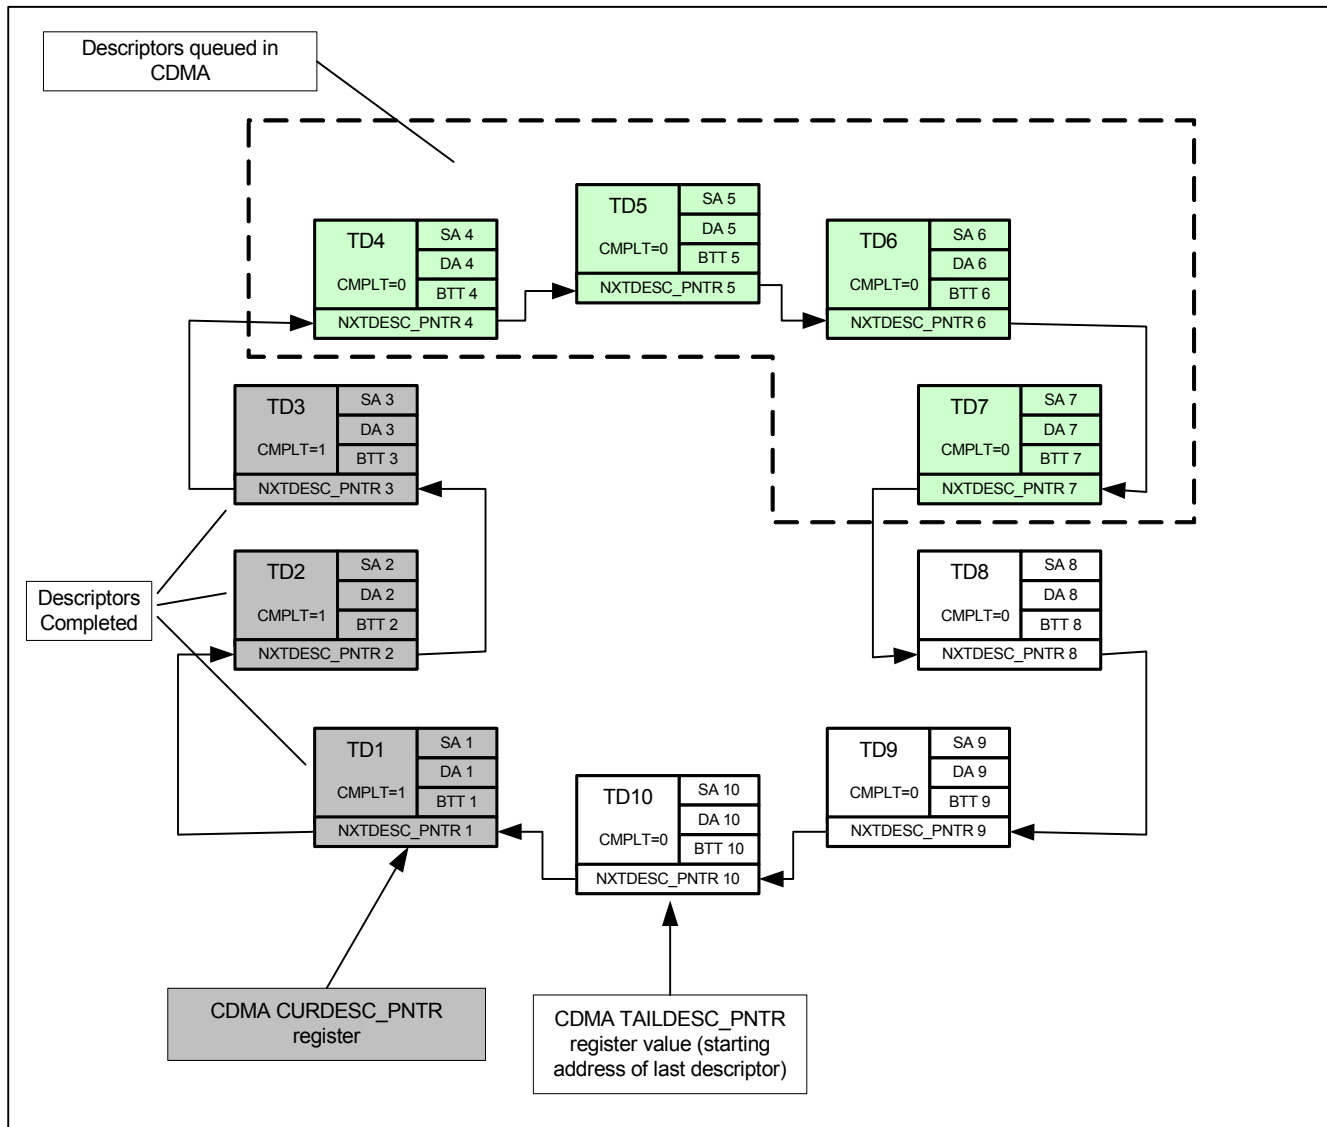 Descriptors queued in
CDMA
TD4
CMPLT=0
SA 4
DA 4
BTT 4
NXTDESC_PNTR 4
TD5
CMPLT=0
SA 5
DA 5
BTT 5
NXTDESC_PNTR 5
TD6
CMPLT=0
SA 6
DA 6
BTT 6
NXTDESC_PNTR 6
TD3
CMPLT=1
SA 3
DA 3
BTT 3
NXTDESC_PNTR 3
TD7
CMPLT=0
SA 7
DA 7
BTT 7
NXTDESC_PNTR 7
Descriptors
Completed
TD2
CMPLT=1
SA 2
DA 2
BTT 2
NXTDESC_PNTR 2
TD8
CMPLT=0
SA 8
DA 8
BTT 8
NXTDESC_PNTR 8
TD1
CMPLT=1
SA 1
DA 1
BTT 1
NXTDESC_PNTR 1
TD10
CMPLT=0
SA 10
DA 10
BTT 10
NXTDESC_PNTR 10
TD9
CMPLT=0
SA 9
DA 9
BTT 9
NXTDESC_PNTR 9
CDMA CURDESC_PNTR
register
CDMA TAILDESC_PNTR
register value (starting
address of last descriptor)